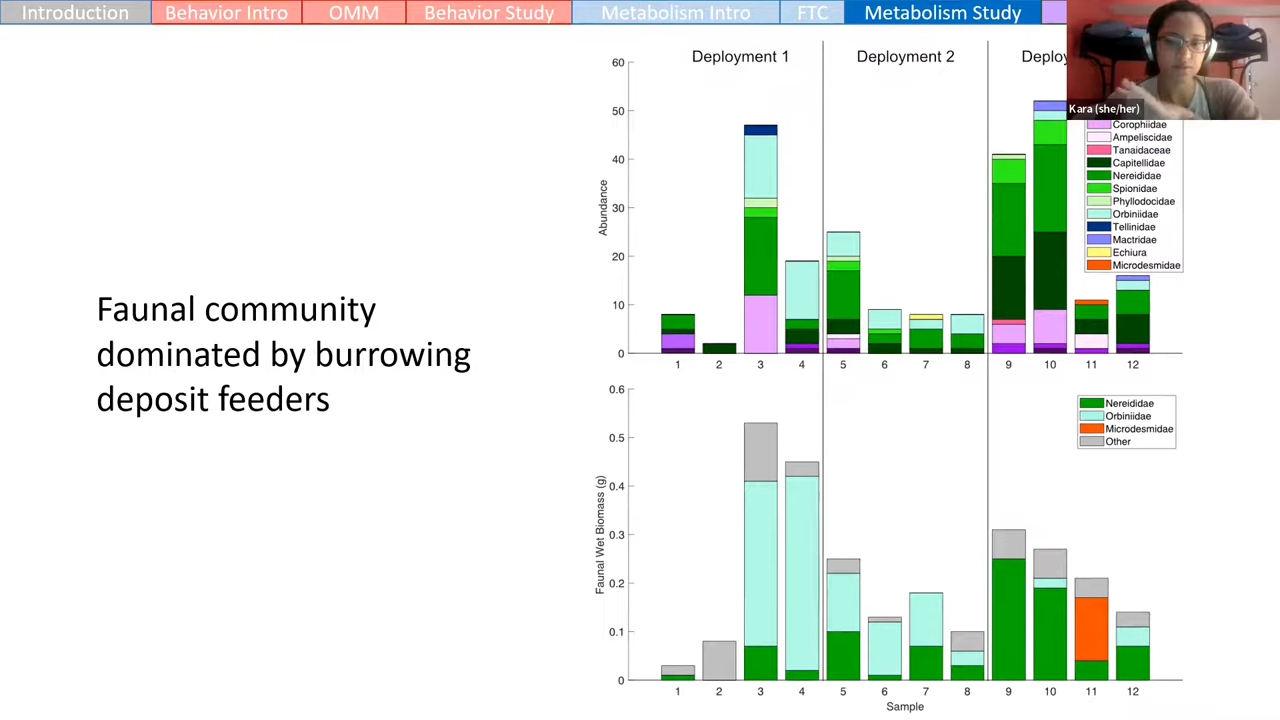 Introduction
Behavior Intro
OMM
Behavior Study
Metabolism Intro
FTC
Metabolism Study
Kara (she/her)
Faunal community
dominated by burrowing
deposit feeders
Deployment 1
Deployment 2
Deploy
Abundance
60
50
40
30
20
10
0
1 2 3 4 5 6 7 8 9 10 11 12
Corophiidae
Ampeliscidae
Tanaidaceae
Capitellidae
Nereididae
Spionidae
Phyllodocidae
Orbiniidae
Tellinidae
Mactridae
Echiura
Microdesmidae
Faunal Wet Biomass (g)
0.6
0.5
0.4
0.3
0.2
0.1
0
1 2 3 4 5 6 7 8 9 10 11 12
Sample
Nereididae
Orbiniidae
Microdesmidae
Other